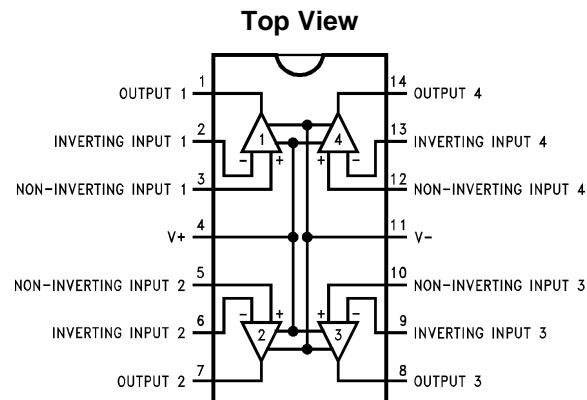 Top View
1 14
OUTPUT 1 OUTPUT 4
2 13
INVERTING INPUT 1 1 4 INVERTING INPUT 4
- + + -
3 12
NON-INVERTING INPUT 1 NON-INVERTING INPUT 4
4 11
V+ V-
5 10
NON-INVERTING INPUT 2 NON-INVERTING INPUT 3
- + + -
6 9
INVERTING INPUT 2 2 3 INVERTING INPUT 3
7 8
OUTPUT 2 OUTPUT 3